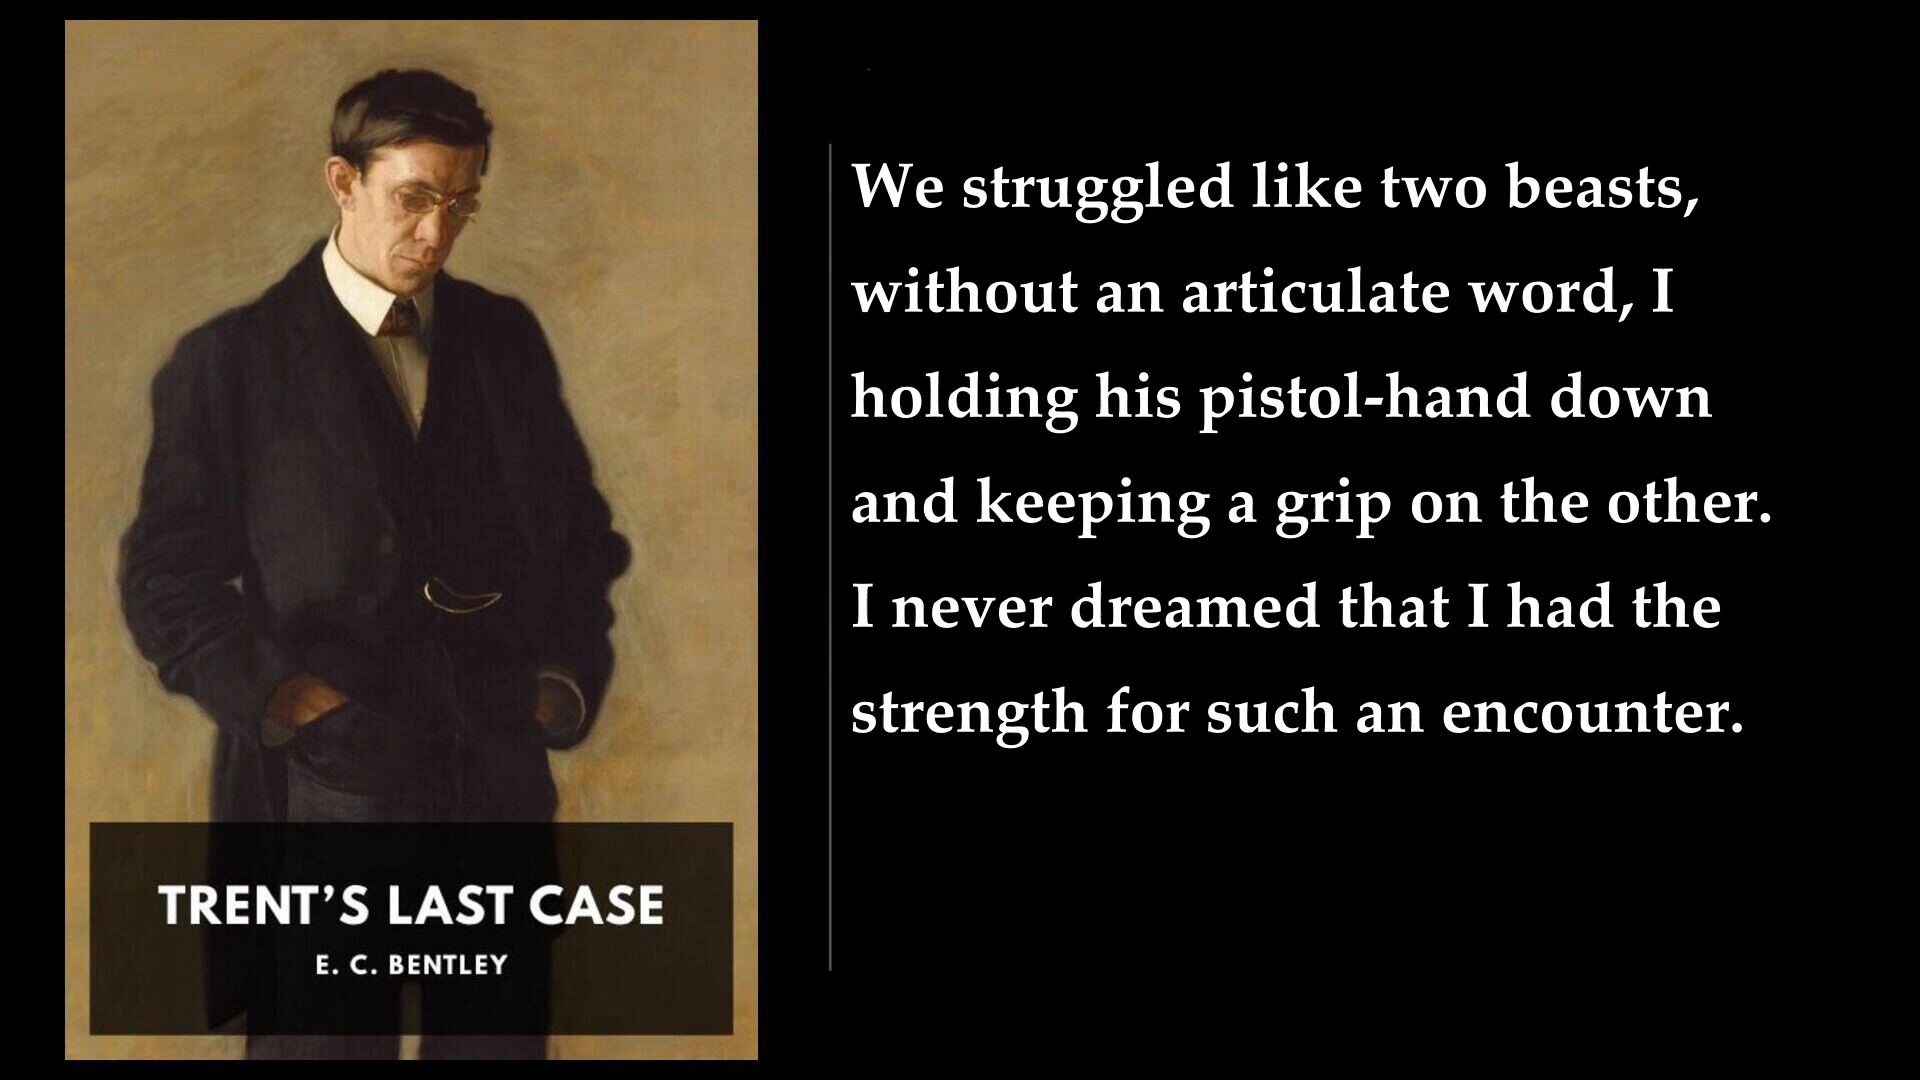 We struggled like two beasts,
without an articulate word, I
holding his pistol-hand down
and keeping a grip on the other.
I never dreamed that I had the
strength for such an encounter.
TRENT’S LAST CASE
E. C. BENTLEY